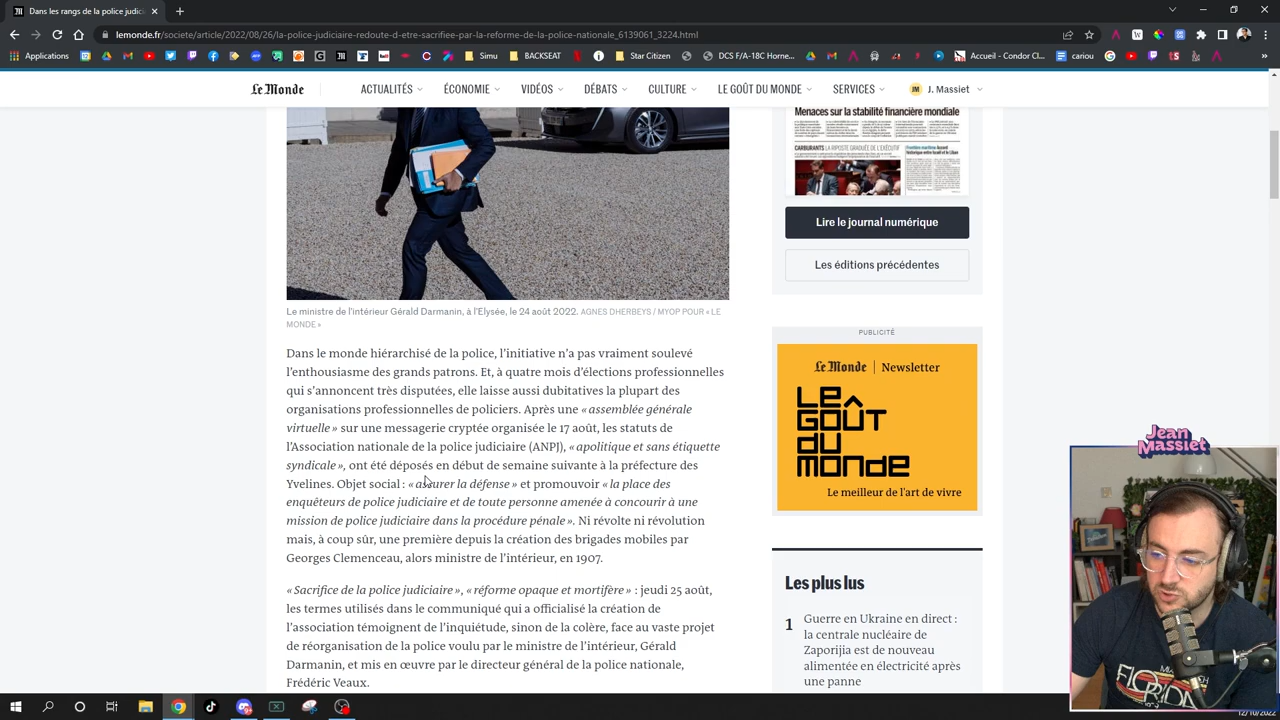 Dans les rangs de la police judic
lemonde.fr/societe/article/2022/08/26/la-police-judiciaire-redoute-d-etre-sacrifiee-par-la-reforme-de-la-police-nationale_6139061_3224.html
Applications
Simu
BACKSEAT
Star Citizen
DCS F/A-18C Horne...
Accueil - Condor Cl...
cariou
Le Monde
ACTUALITÉS
ÉCONOMIE
VIDÉOS
DÉBATS
CULTURE
LE GOÛT DU MONDE
SERVICES
JM
J. Massiet
Menaces sur la stabilité financière mondiale
CARBURANTS LA RIPOSTE GRADUÉE DE L'EXÉCUTIF
Lire le journal numérique
Les éditions précédentes
Le ministre de l'intérieur Gérald Darmanin, à l'Elysée, le 24 août 2022. AGNES DHERBEYS / MYOP POUR « LE
MONDE »
Dans le monde hiérarchisé de la police, l'initiative n'a pas vraiment soulevé
l'enthousiasme des grands patrons. Et, à quatre mois d'élections professionnelles
qui s'annoncent très disputées, elle laisse aussi dubitatives la plupart des
organisations professionnelles de policiers. Après une « assemblée générale
virtuelle » sur une messagerie cryptée organisée le 17 août, les statuts de
l'Association nationale de la police judiciaire (ANPJ), « apolitique et sans étiquette
syndicale », ont été déposés en début de semaine suivante à la préfecture des
Yvelines. Objet social : « assurer la défense » et promouvoir « la place des
enquêteurs de police judiciaire et de toute personne amenée à concourir à une
mission de police judiciaire dans la procédure pénale ». Ni révolte ni révolution
mais, à coup sûr, une première depuis la création des brigades mobiles par
Georges Clemenceau, alors ministre de l'intérieur, en 1907.
« Sacrifice de la police judiciaire », « réforme opaque et mortifère » : jeudi 25 août,
les termes utilisés dans le communiqué qui a officialisé la création de
l'association témoignent de l'inquiétude, sinon de la colère, face au vaste projet
de réorganisation de la police voulu par le ministre de l'intérieur, Gérald
Darmanin, et mis en œuvre par le directeur général de la police nationale,
Frédéric Veaux.
PUBLICITÉ
Le Monde | Newsletter
LE
GOÛT
DU
MONDE
Le meilleur de l'art de vivre
Les plus lus
1
Guerre en Ukraine en direct :
la centrale nucléaire de
Zaporijia est de nouveau
alimentée en électricité après
une panne
Jean
Massiet
FLORIDA
12/10/2022